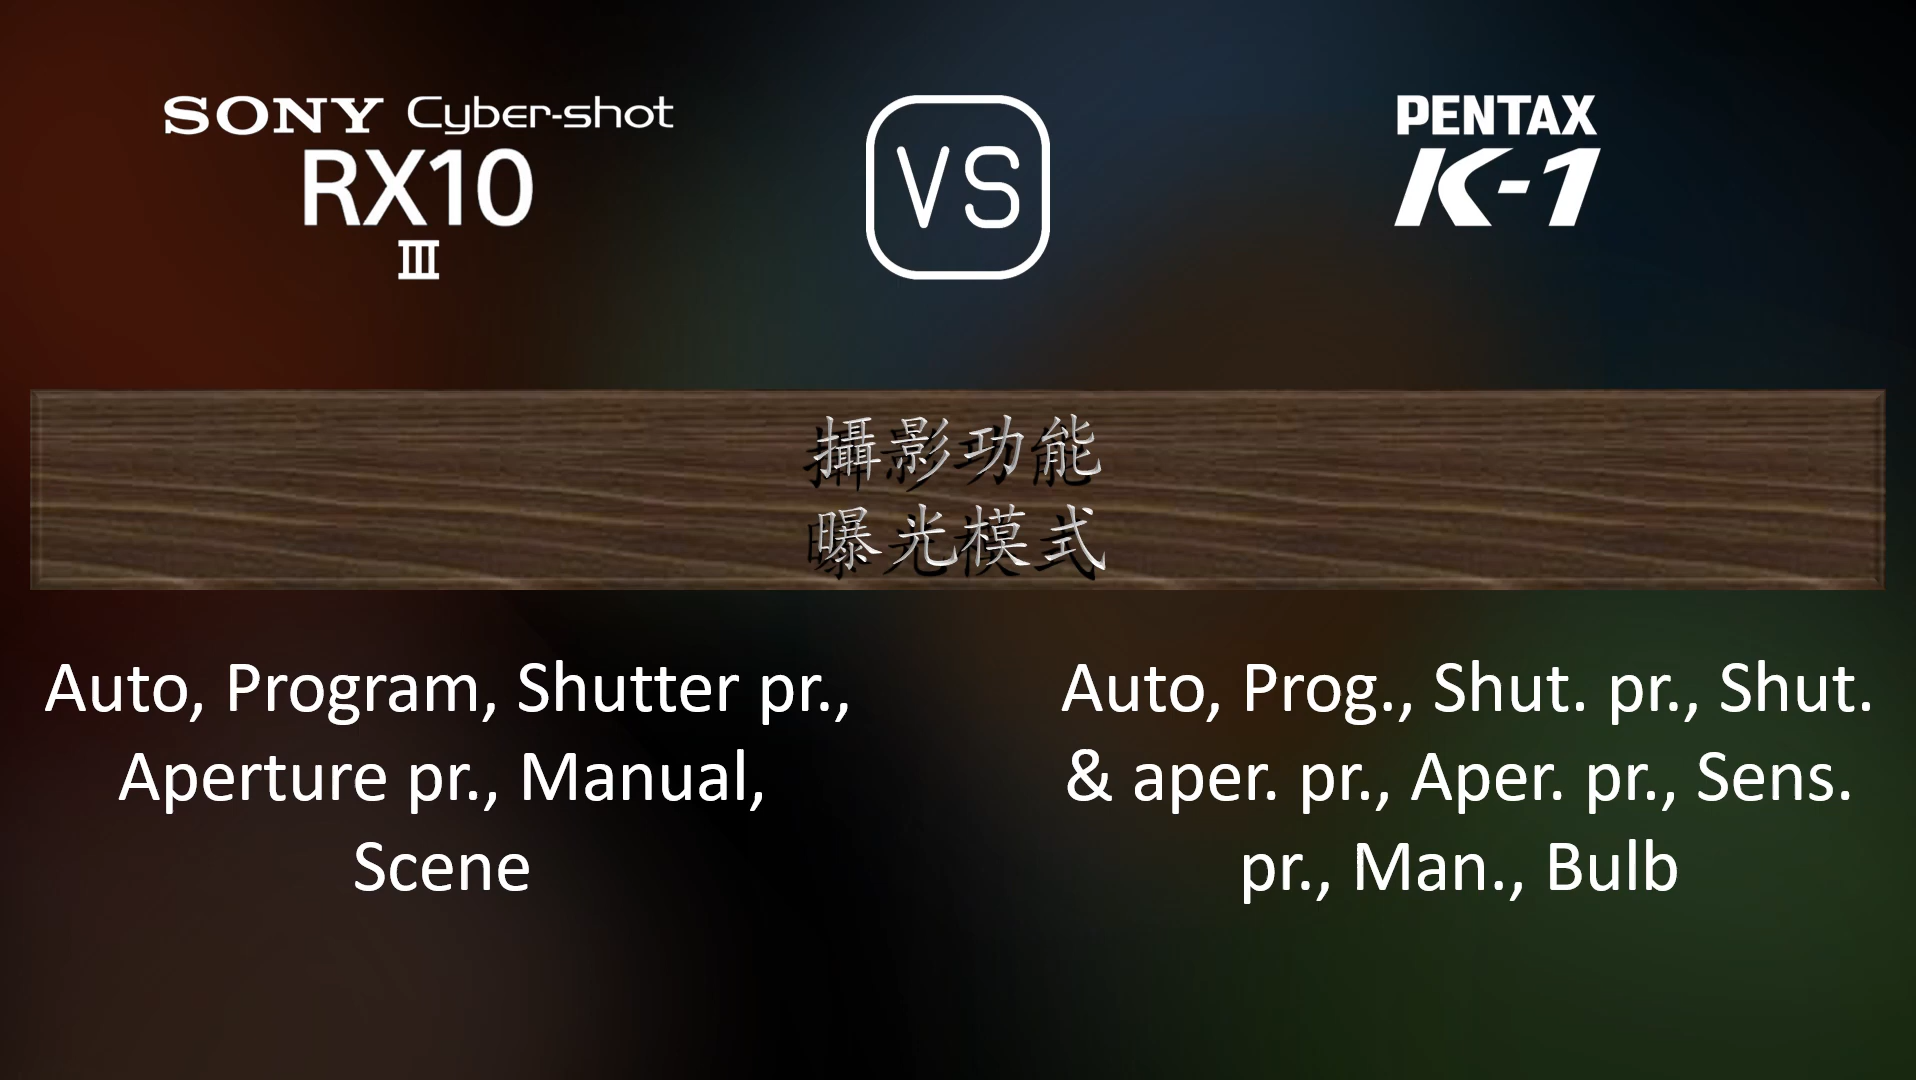 SONY Cyber-shot
RX10
III
VS
PENTAX
K-1
攝影功能
曝光模式
Auto, Program, Shutter pr.,
Aperture pr., Manual,
Scene
Auto, Prog., Shut. pr., Shut.
& aper. pr., Aper. pr., Sens.
pr., Man., Bulb